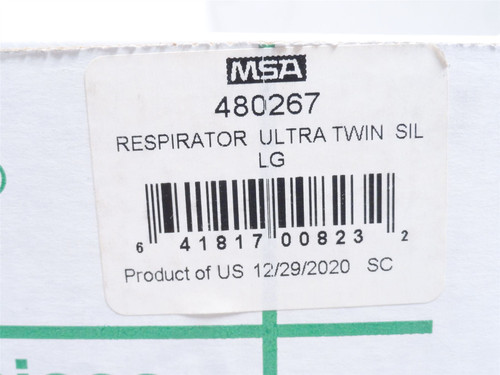 MSA
480267
RESPIRATOR ULTRA TWIN SIL
LG
6 41817 00823 2
Product of US 12/29/2020 SC